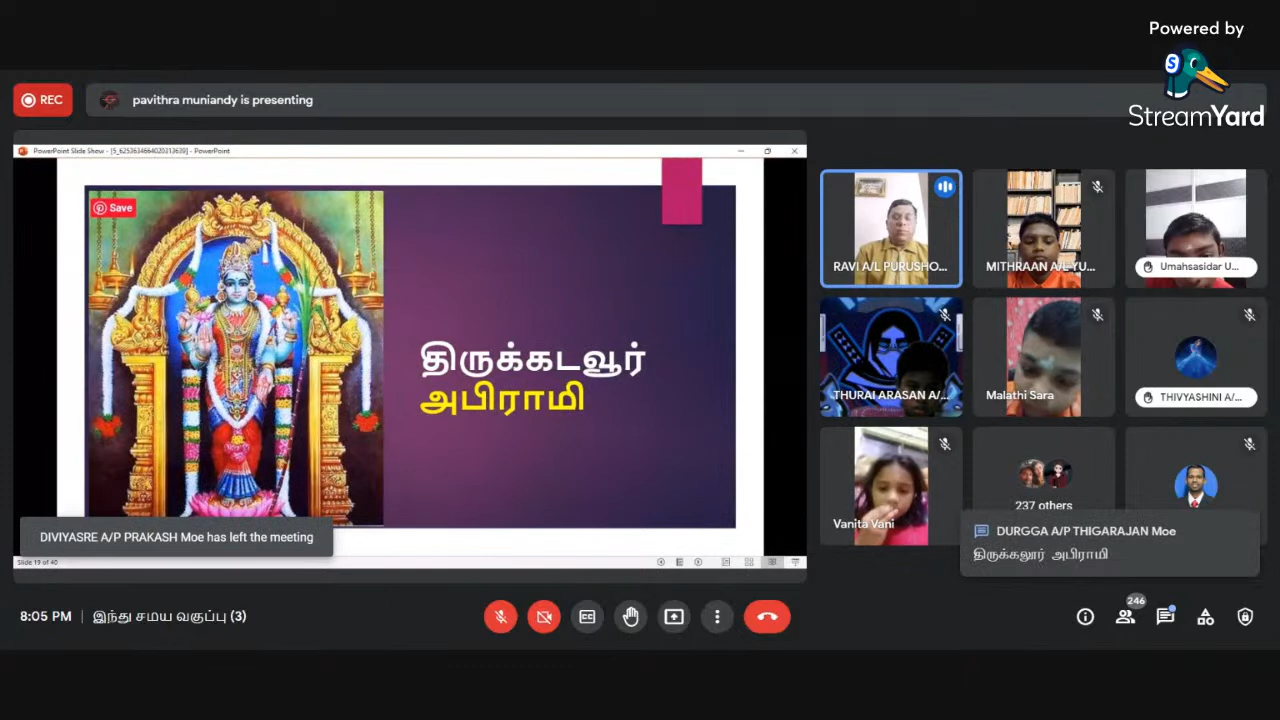 Powered by
StreamYard
REC
pavithra muniandy is presenting
PowerPoint Slide Show - [5_6253634664020313639] - PowerPoint
Save
திருக்கடவூர்
அபிராமி
Slide 19 of 40
DIVIYASRE A/P PRAKASH Moe has left the meeting
RAVI A/L PURUSHO...
MITHRAAN A/L YU...
Umahsasidar U...
THURAI ARASAN A/...
Malathi Sara
THIVYASHINI A/...
Vanita Vani
237 others
DURGGA A/P THIGARAJAN Moe
திருக்கலூர் அபிராமி
8:05 PM | இந்து சமய வகுப்பு (3)
246